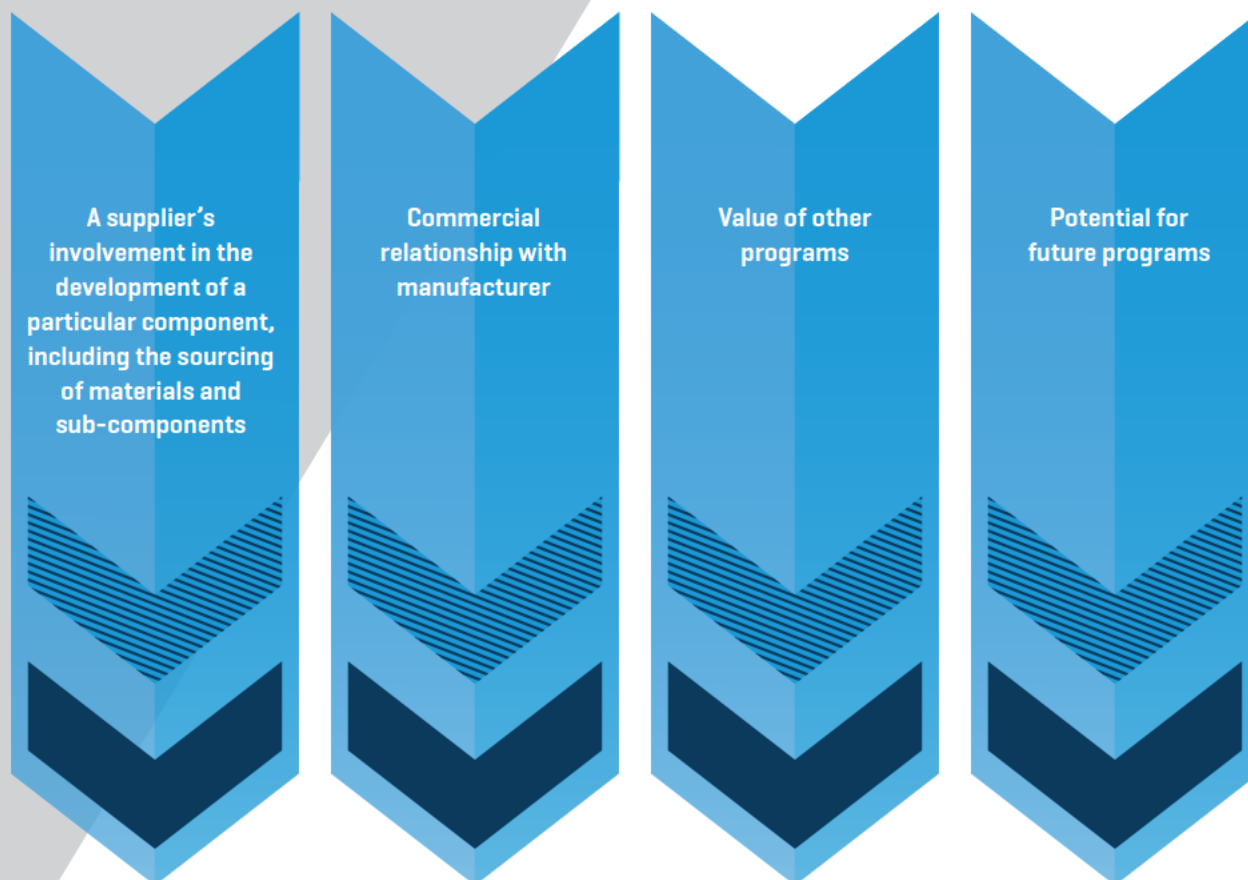 A supplier’s
involvement in the
development of a
particular component,
including the sourcing
of materials and
sub-components
Commercial
relationship with
manufacturer
Value of other
programs
Potential for
future programs